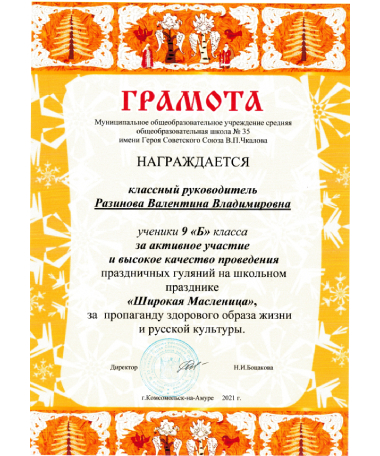 ГРАМОТА
Муниципальное общеобразовательное учреждение средняя
общеобразовательная школа № 35
имени Героя Советского Союза В.П.Чкалова
НАГРАЖДАЕТСЯ
классный руководитель
Разинова Валентина Владимировна
ученики 9 «Б» класса
за активное участие
и высокое качество проведения
праздничных гуляний на школьном
празднике
«Широкая Масленица»,
за пропаганду здорового образа жизни
и русской культуры.
Директор Н.И.Бошкова
г.Комсомольск-на-Амуре 2021 г.